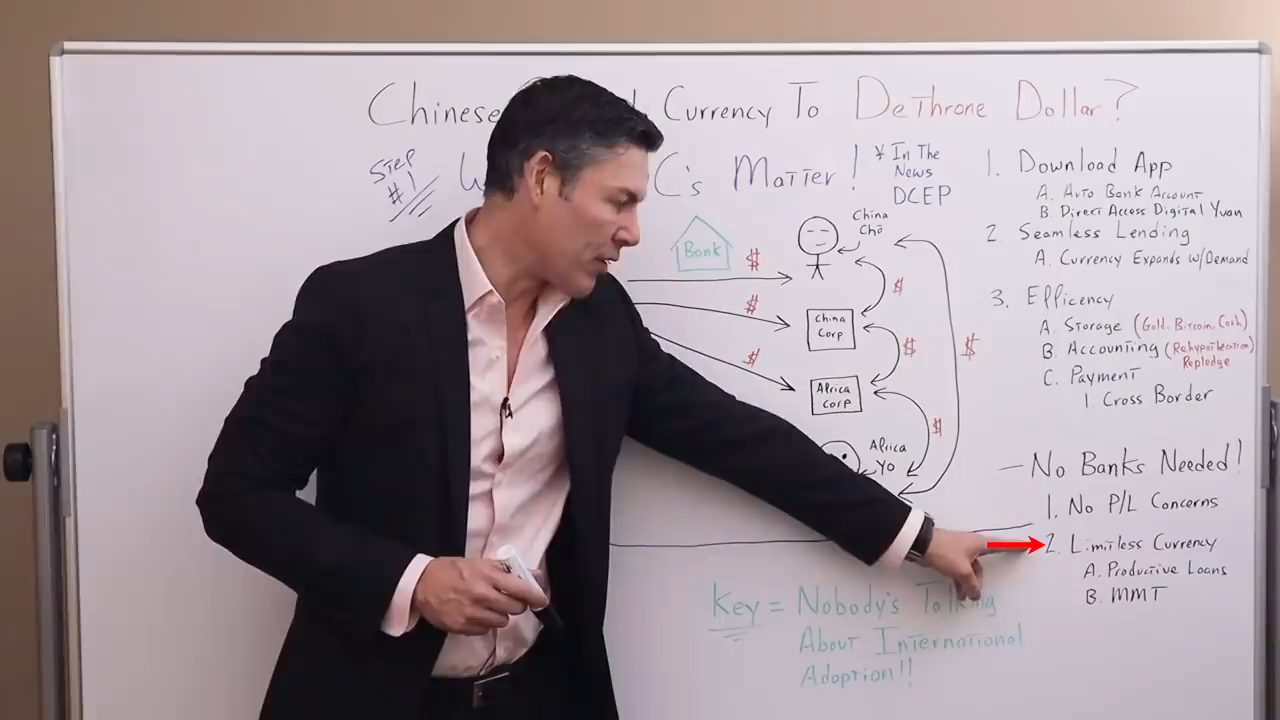 Chinese Currency To DeThrone Dollar?
STEP
#1
CBDC's Matter!
¥ In The
News
DCEP
Bank
$
$
$
China
Cho
China
Corp
Africa
Corp
Africa
Yo
$
$
$
$
1. Download App
A. Auto Bank Account
B. Direct Access Digital Yuan
2. Seamless Lending
A. Currency Expands w/Demand
3. Efficency
A. Storage (Gold, Bitcoin, Cash)
B. Accounting (Rehypothecation)
Repledge
C. Payment
1. Cross Border
— No Banks Needed!
1. No P/L Concerns
2. Limitless Currency
A. Productive Loans
B. MMT
Key = Nobody's Talking
About International
Adoption!!